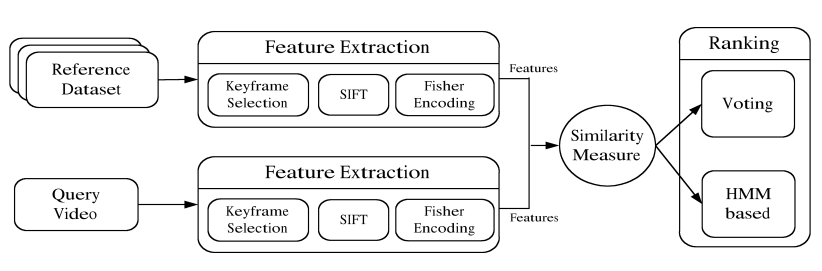 Reference
Dataset
Feature Extraction
Keyframe
Selection
SIFT
Fisher
Encoding
Features
Query
Video
Feature Extraction
Keyframe
Selection
SIFT
Fisher
Encoding
Features
Similarity
Measure
Ranking
Voting
HMM
based